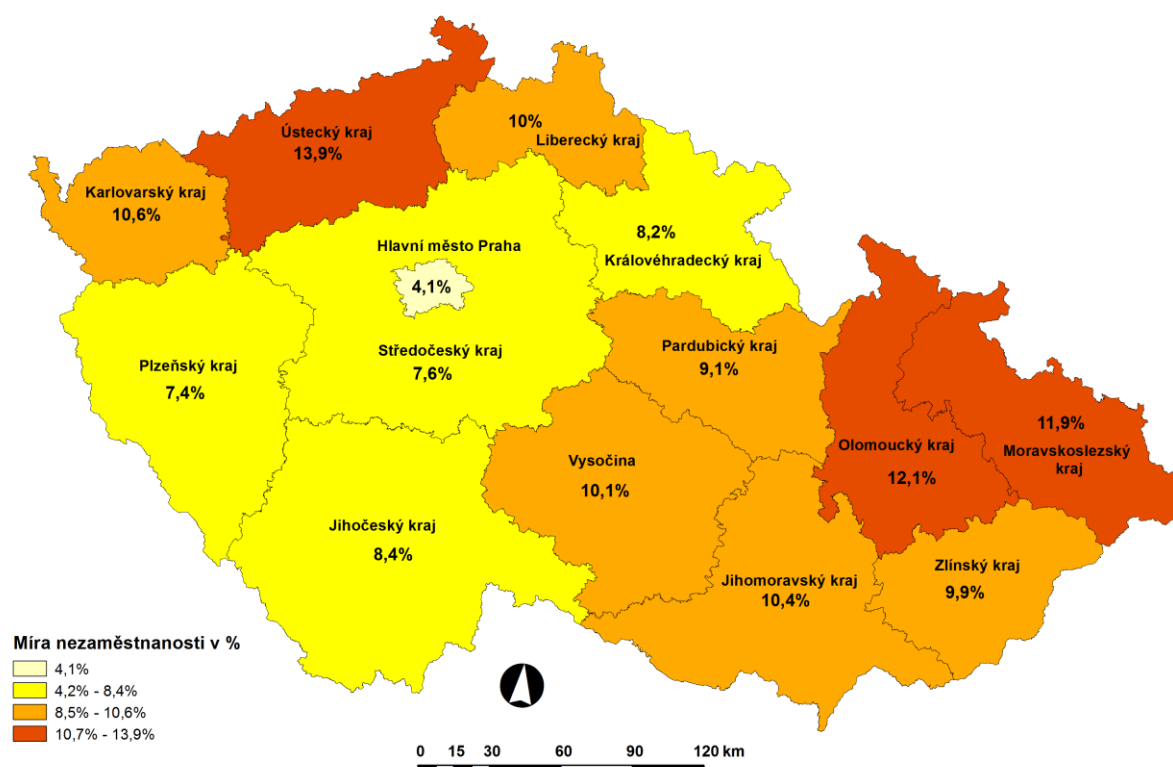 10%
Liberecký kraj
Ústecký kraj
13,9%
Karlovarský kraj
10,6%
8,2%
Královéhradecký kraj
Hlavní město Praha
4,1%
Středočeský kraj
7,6%
Plzeňský kraj
7,4%
Pardubický kraj
9,1%
11,9%
Moravskoslezský
kraj
Olomoucký kraj
12,1%
Vysočina
10,1%
Jihočeský kraj
8,4%
Jihomoravský kraj
10,4%
Zlínský kraj
9,9%
Míra nezaměstnanosti v %
4,1%
4,2% - 8,4%
8,5% - 10,6%
10,7% - 13,9%
0 15 30 60 90 120 km